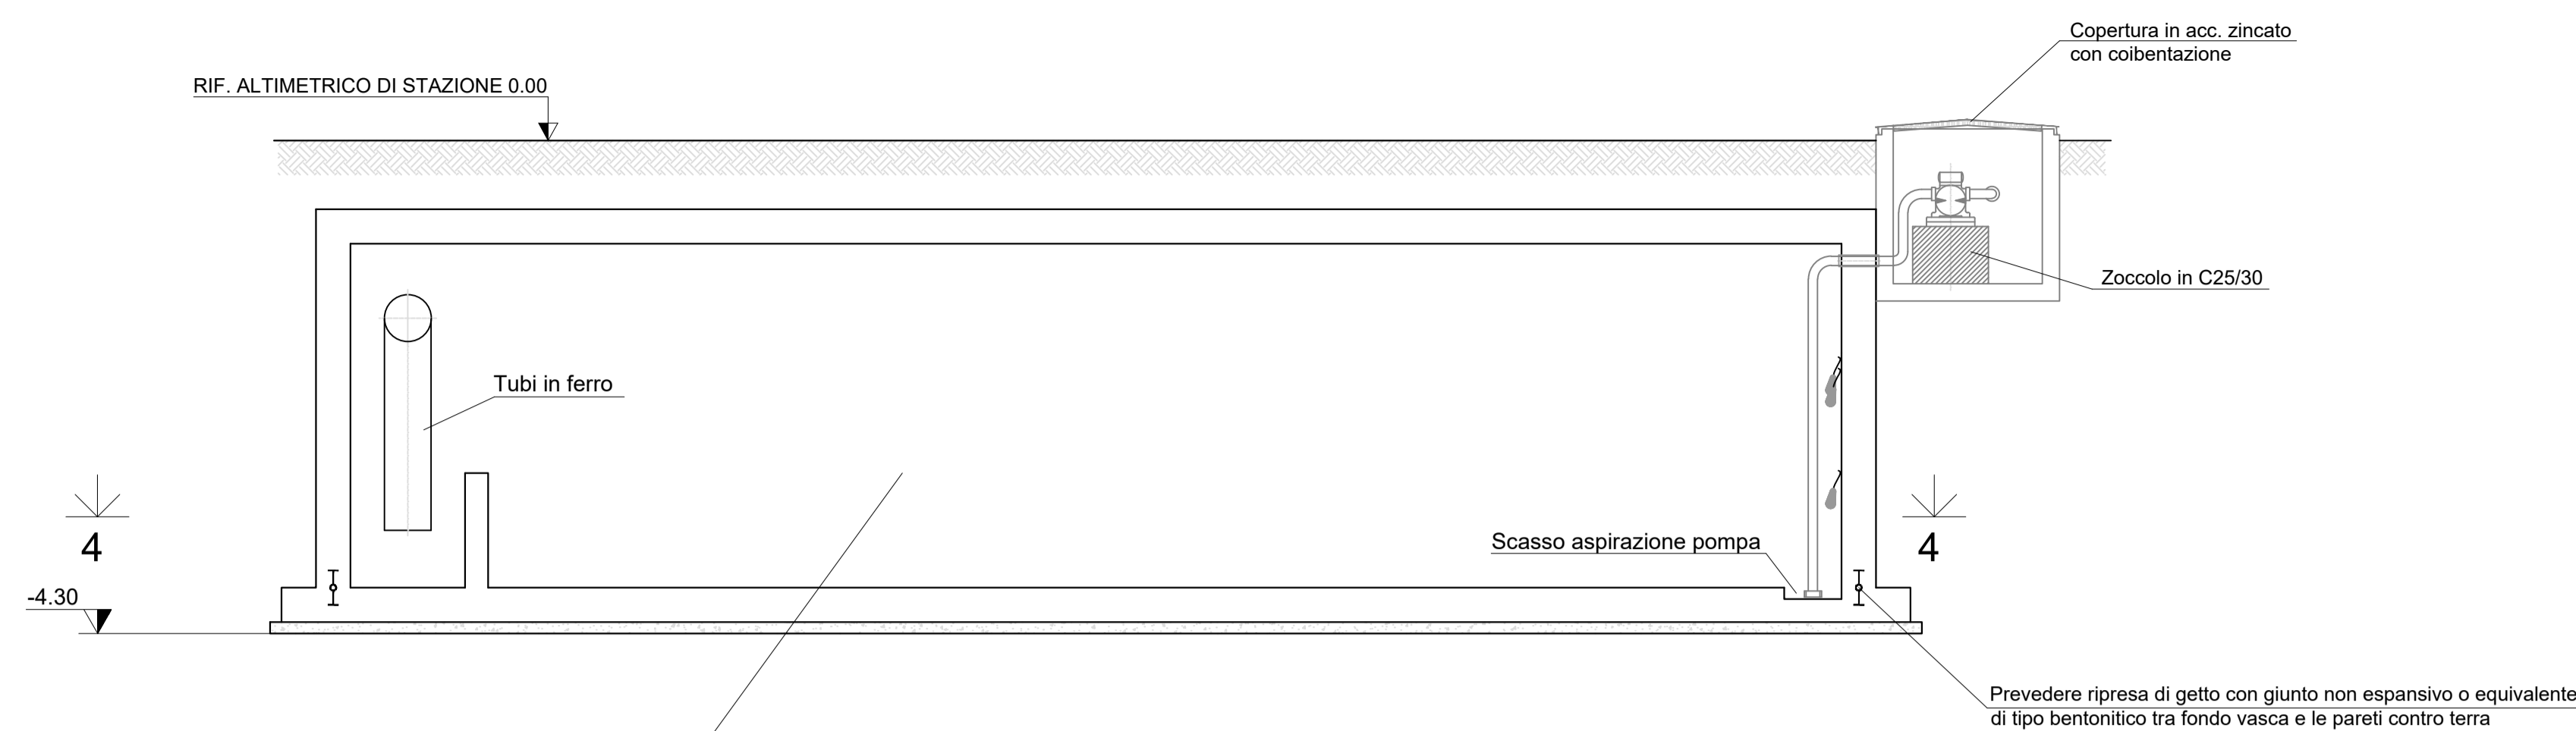 Copertura in acc. zincato
con coibentazione
RIF. ALTIMETRICO DI STAZIONE 0.00
Zoccolo in C25/30
Tubi in ferro
Scasso aspirazione pompa
4
4
-4.30
Prevedere ripresa di getto con giunto non espansivo o equivalente
di tipo bentonitico tra fondo vasca e le pareti contro terra